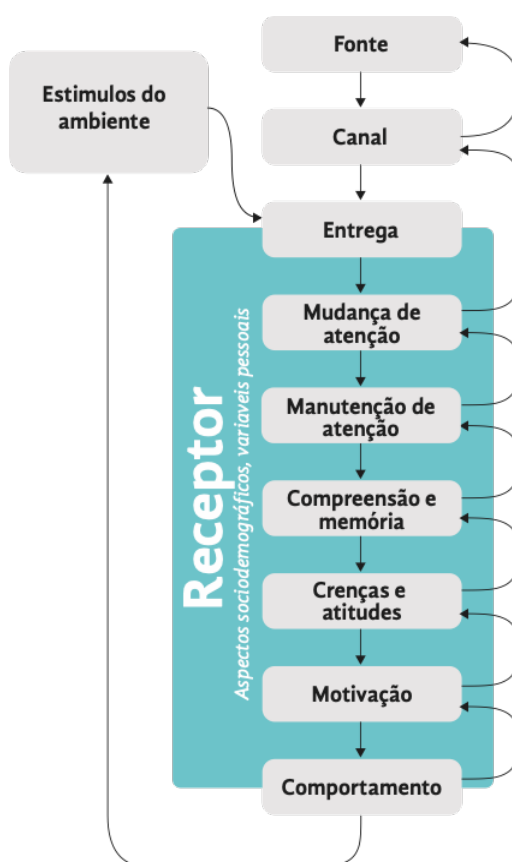 Fonte
Estimulos do
ambiente
Canal
Entrega
Mudança de
atenção
Manutenção de
atenção
Compreensão e
memória
Crenças e
atitudes
Motivação
Comportamento
Receptor
Aspectos sociodemográficos, variaveis pessoais